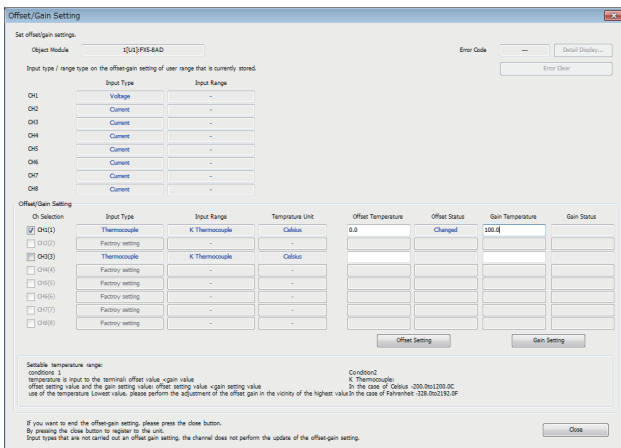 Offset/Gain Setting
Set offset/gain settings.
Object Module 1[U1]:FX5-8AD Error Code --- Detail Display...
Input type / range type on the offset-gain setting of user range that is currently stored. Error Clear
Input Type Input Range
CH1 Voltage -
CH2 Current -
CH3 Current -
CH4 Current -
CH5 Current -
CH6 Current -
CH7 Current -
CH8 Current -
Offset/Gain Setting
Ch Selection Input Type Input Range Temprature Unit Offset Temperature Offset Status Gain Temperature Gain Status
CH1(1) Thermocouple K Thermocouple Celsius 0.0 Changed 100.0
CH2(2) Factroy setting - -
CH3(3) Thermocouple K Thermocouple Celsius
CH4(4) Factroy setting - -
CH5(5) Factroy setting - -
CH6(6) Factroy setting - -
CH7(7) Factroy setting - -
CH8(8) Factroy setting - -
Offset Setting Gain Setting
Settable temperature range:
conditions 1 Condition2
temperature is input to the terminal: offset value <gain value K Thermocouple:
offset setting value and the gain setting value: offset setting value <gain setting value In the case of Celsius -200.0to1200.0C
use of the temperature Lowest value, please perform the adjustment of the offset gain in the vicinity of the highest value In the case of Fahrenheit -328.0to2192.0F
If you want to end the offset-gain setting, please press the close button.
By pressing the close button to register to the unit. Close
Input types that are not carried out an offset gain setting, the channel does not perform the update of the offset-gain setting.